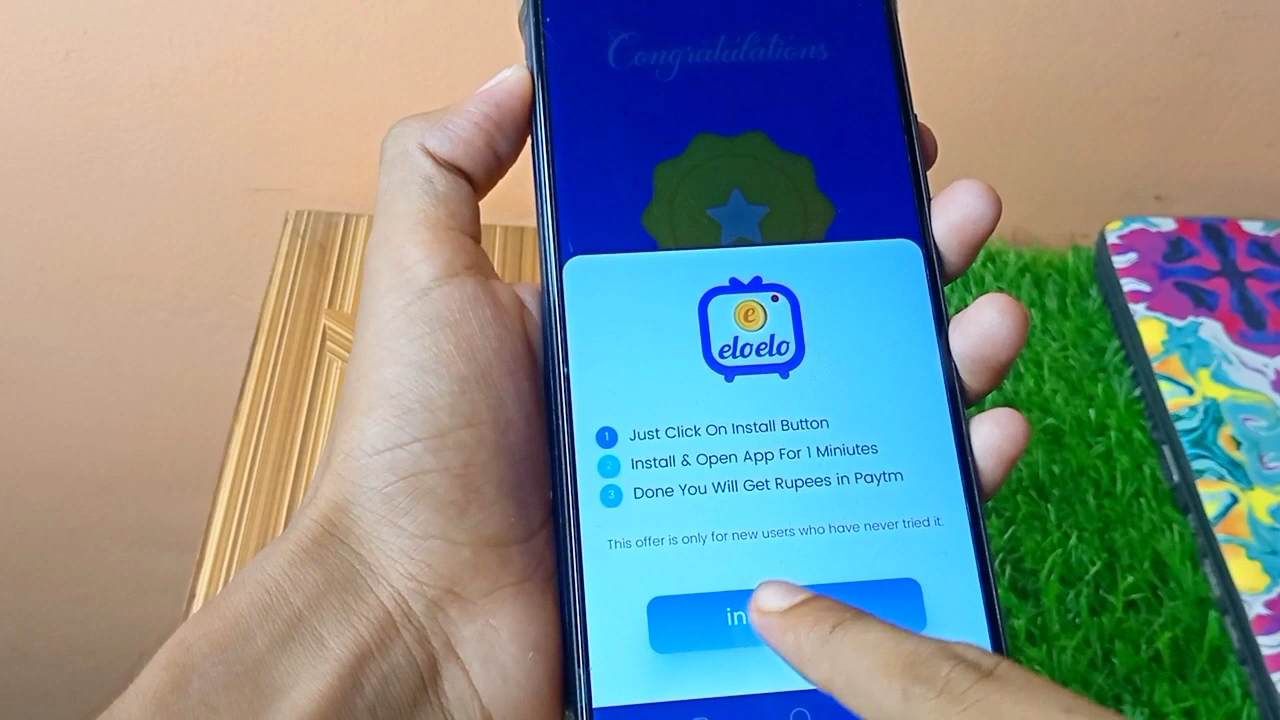 Congratulations
e
eloelo
1 Just Click On Install Button
2 Install & Open App For 1 Miniutes
3 Done You Will Get Rupees in Paytm
This offer is only for new users who have never tried it.
in